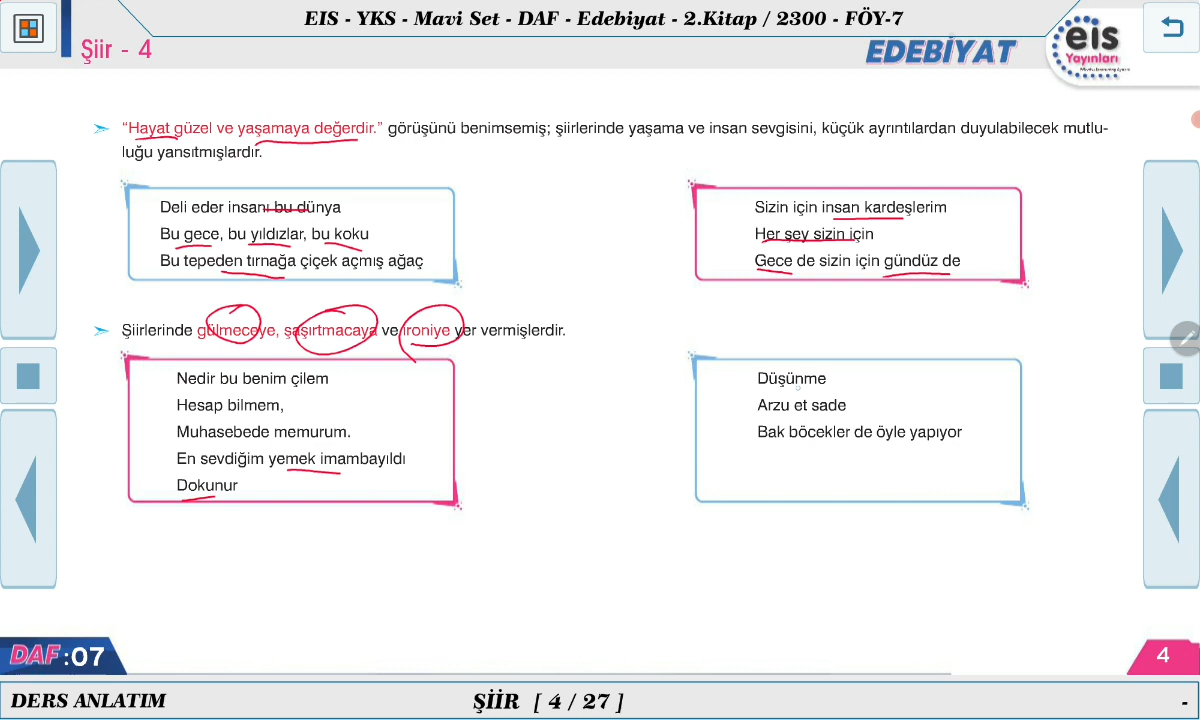 EIS - YKS - Mavi Set - DAF - Edebiyat - 2.Kitap / 2300 - FÖY-7
Şiir - 4
EDEBİYAT
eis
Yayınları
➣ “Hayat güzel ve yaşamaya değerdir.” görüşünü benimsemiş; şiirlerinde yaşama ve insan sevgisini, küçük ayrıntılardan duyulabilecek mutlu-
luğu yansıtmışlardır.
Deli eder insanı bu dünya
Bu gece, bu yıldızlar, bu koku
Bu tepeden tırnağa çiçek açmış ağaç
Sizin için insan kardeşlerim
Her şey sizin için
Gece de sizin için gündüz de
➣ Şiirlerinde gülmeceye, şaşırtmacaya ve ironiye yer vermişlerdir.
Nedir bu benim çilem
Hesap bilmem,
Muhasebede memurum.
En sevdiğim yemek imambayıldı
Dokunur
Düşünme
Arzu et sade
Bak böcekler de öyle yapıyor
DAF:07
4
DERS ANLATIM
ŞİİR [ 4 / 27 ]
-